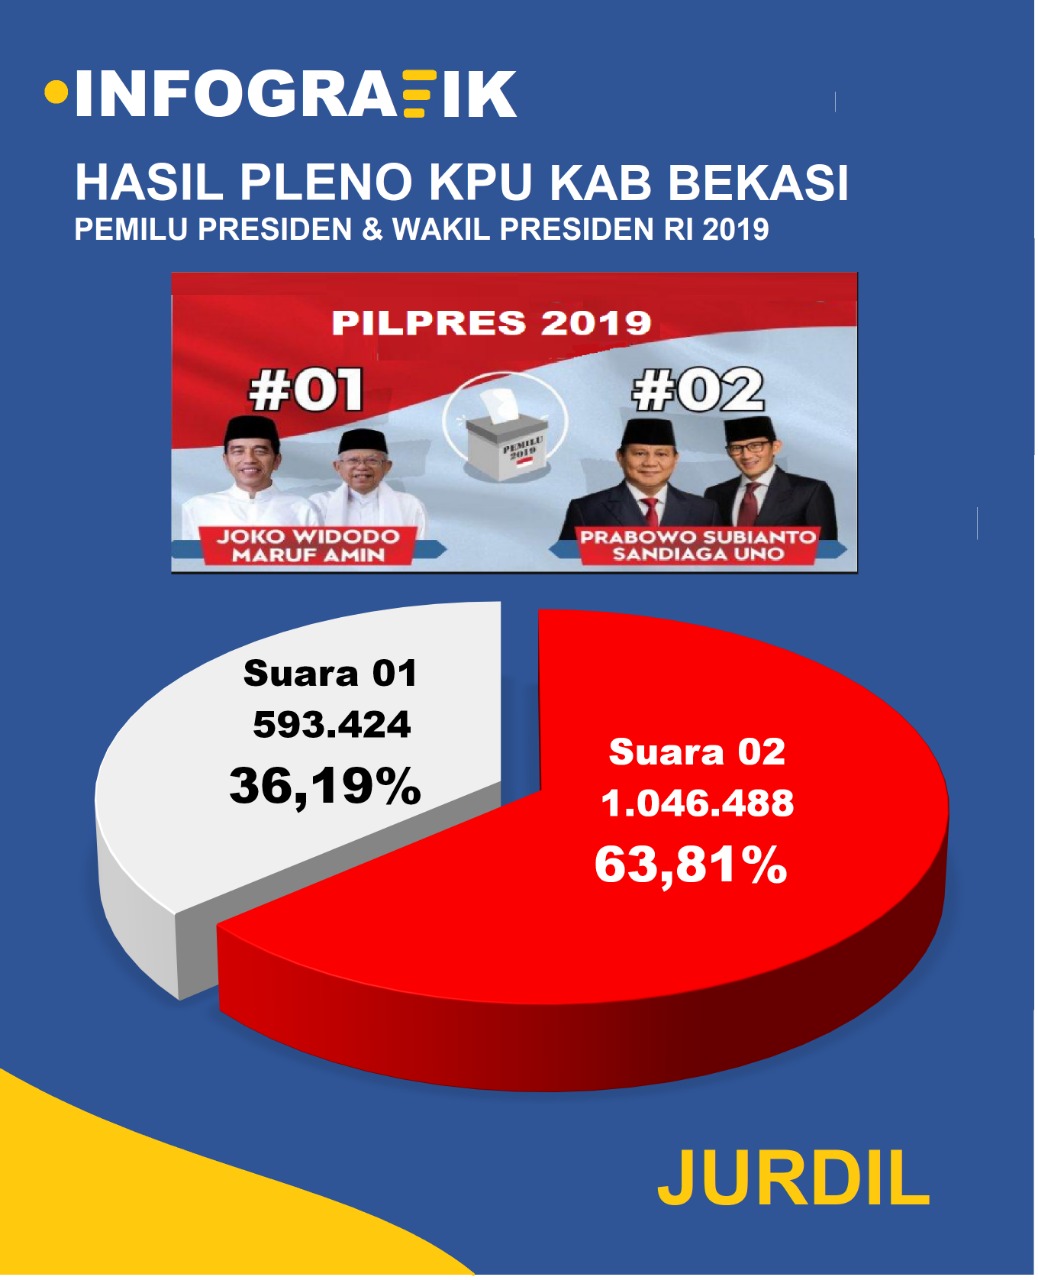 INFOGRAFIK
HASIL PLENO KPU KAB BEKASI
PEMILU PRESIDEN & WAKIL PRESIDEN RI 2019
PILPRES 2019
#01
#02
PEMILU
2019
JOKO WIDODO
MARUF AMIN
PRABOWO SUBIANTO
SANDIAGA UNO
Suara 01
593.424
36,19%
Suara 02
1.046.488
63,81%
JURDIL